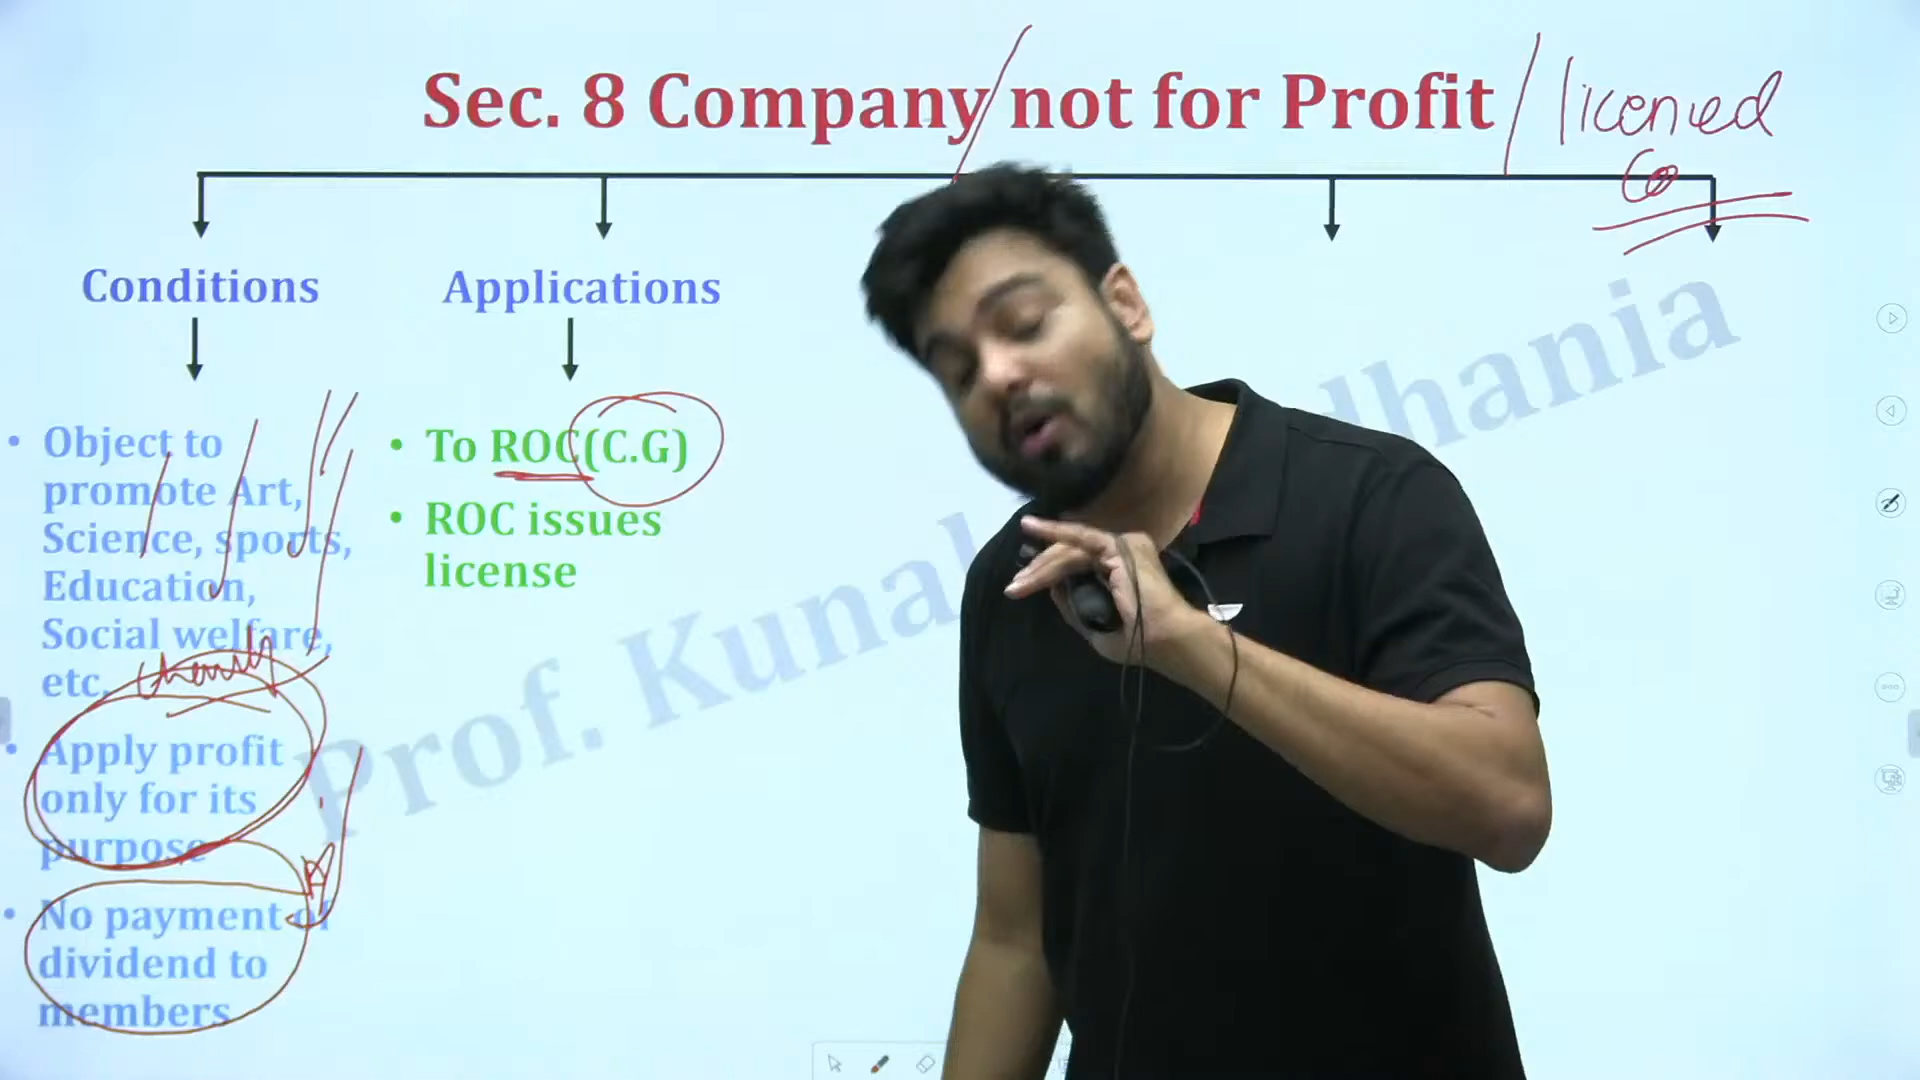 Sec. 8 Company/not for Profit/licensed
Co
Conditions
Applications
• Object to
promote Art,
Science, sports,
Education,
Social welfare,
etc. charity
• Apply profit
only for its
purpose
• No payment of
dividend to
members
• To ROC(C.G)
• ROC issues
license
Prof. Kunal
dhania